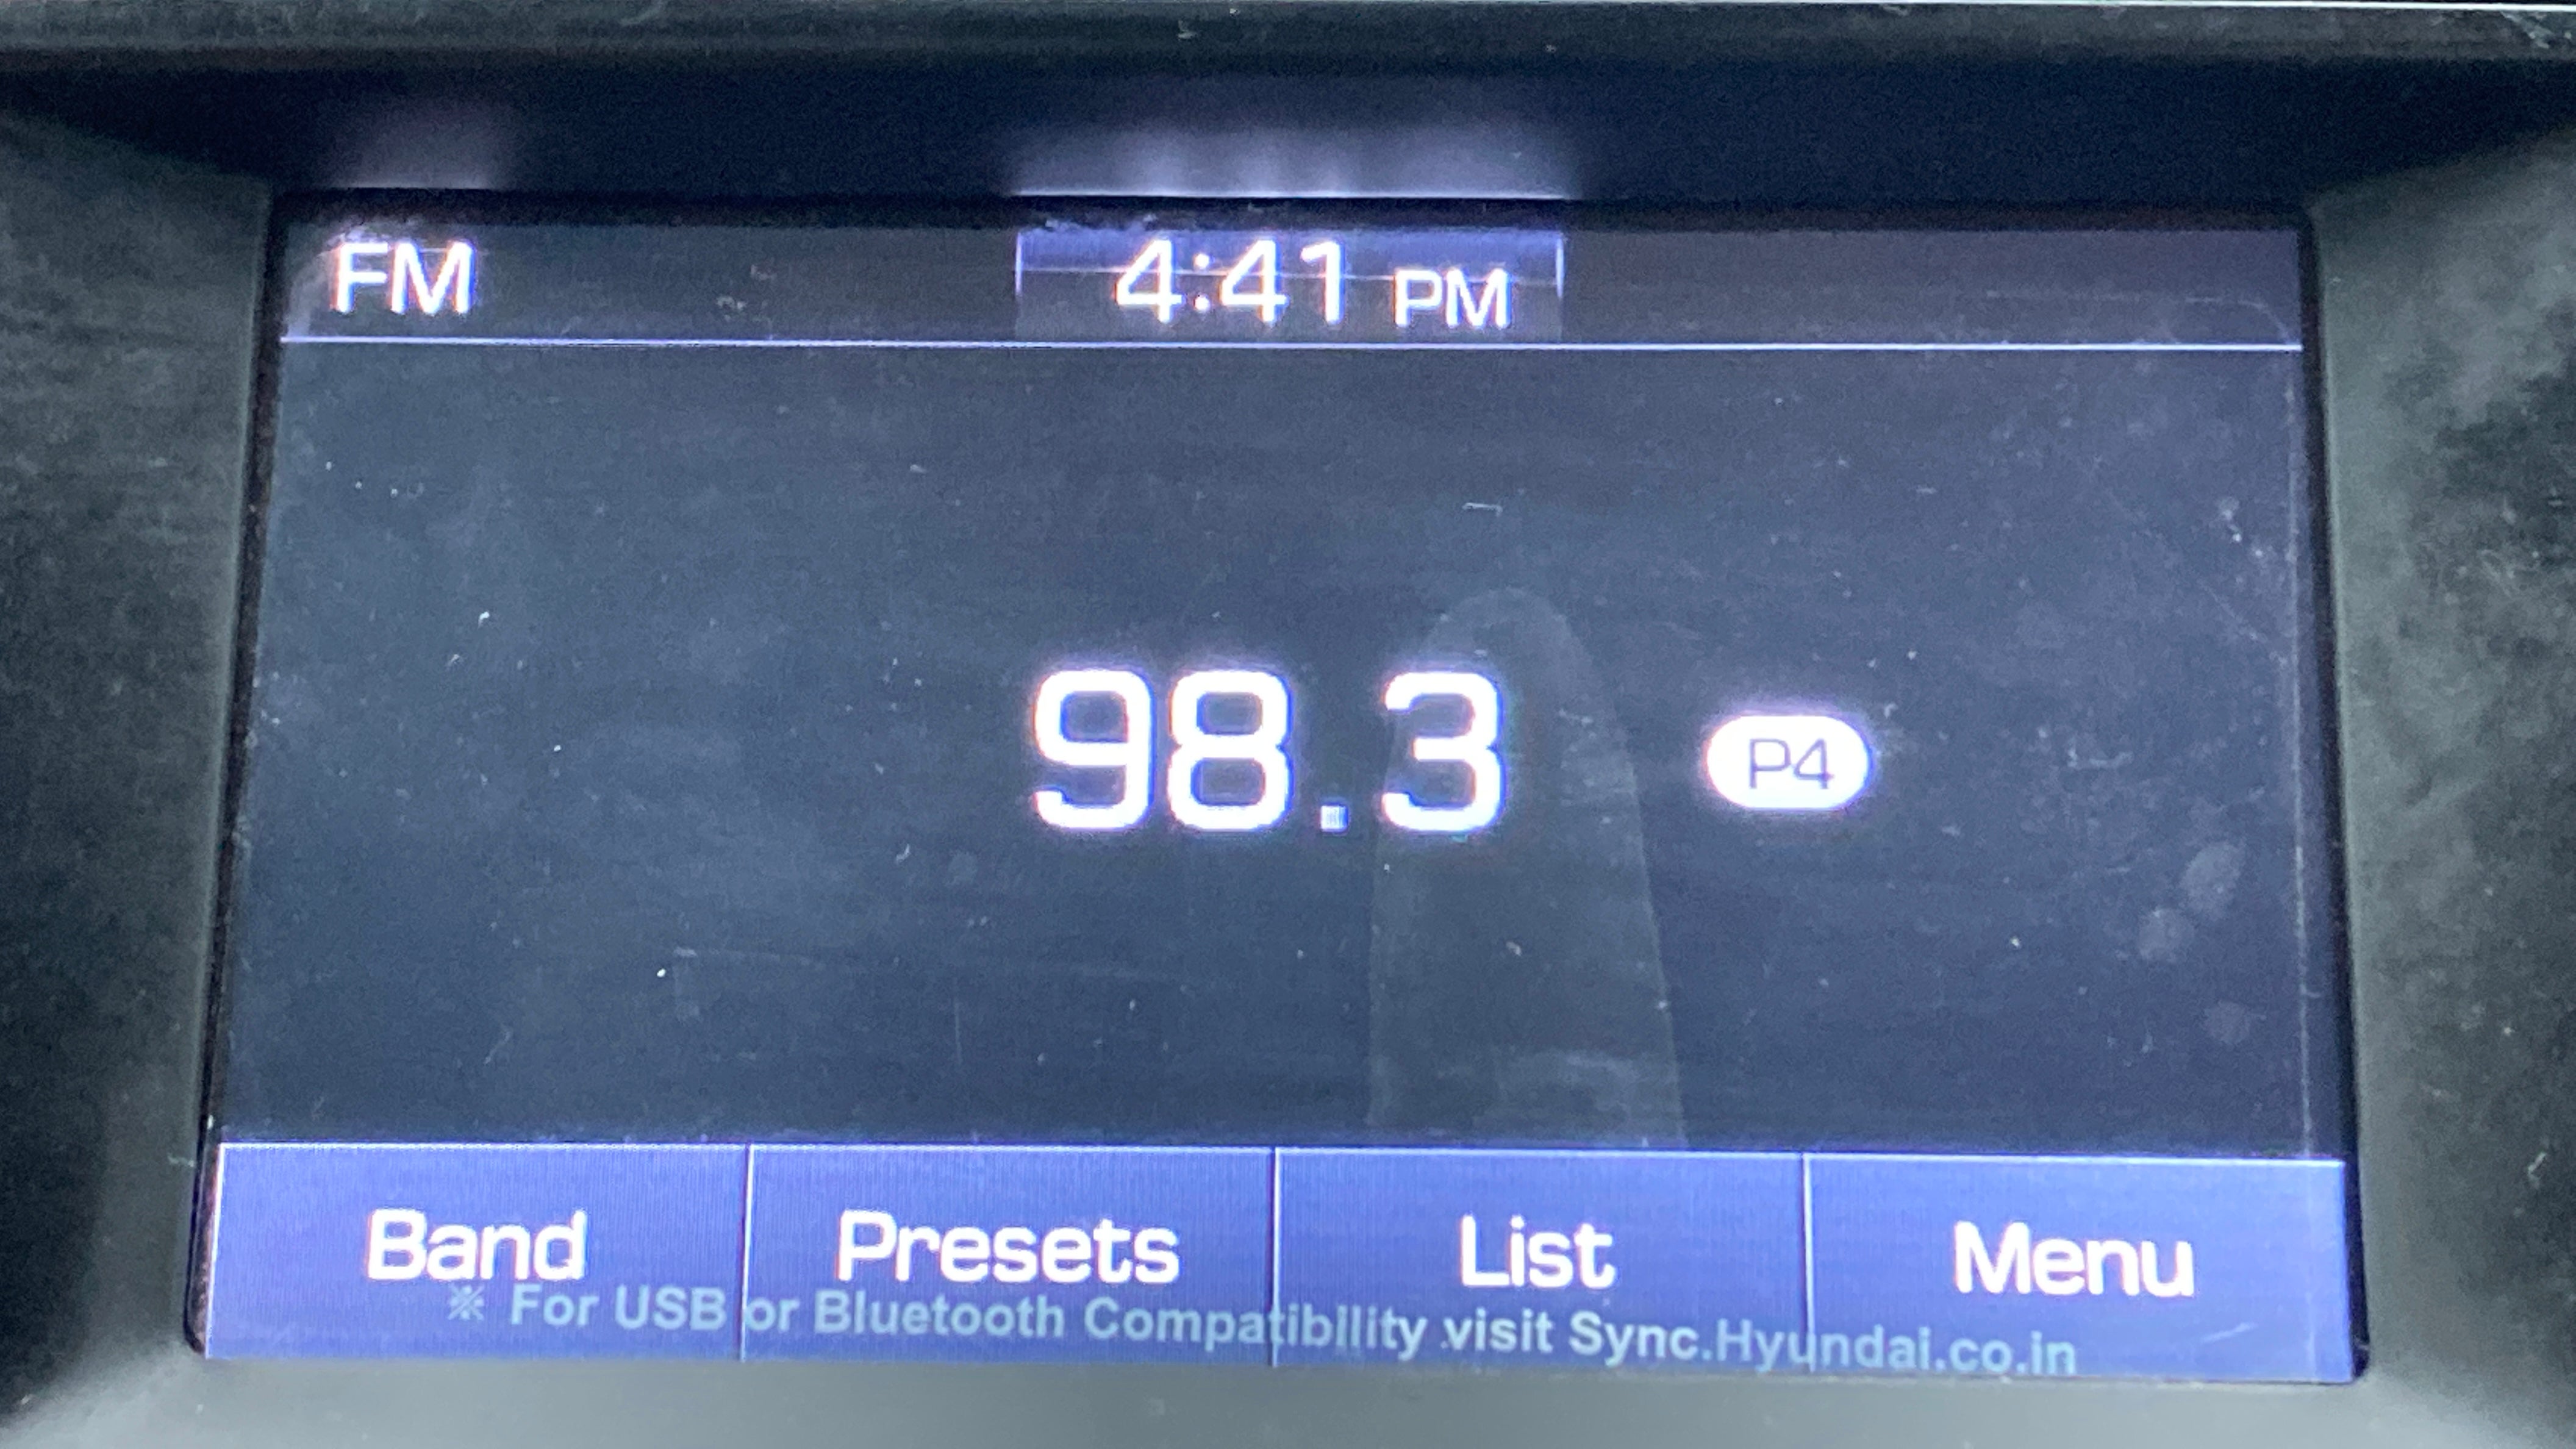 FM 4:41 PM
98.3 P4
Band Presets List Menu
※ For USB or Bluetooth Compatibility visit Sync.Hyundai.co.in